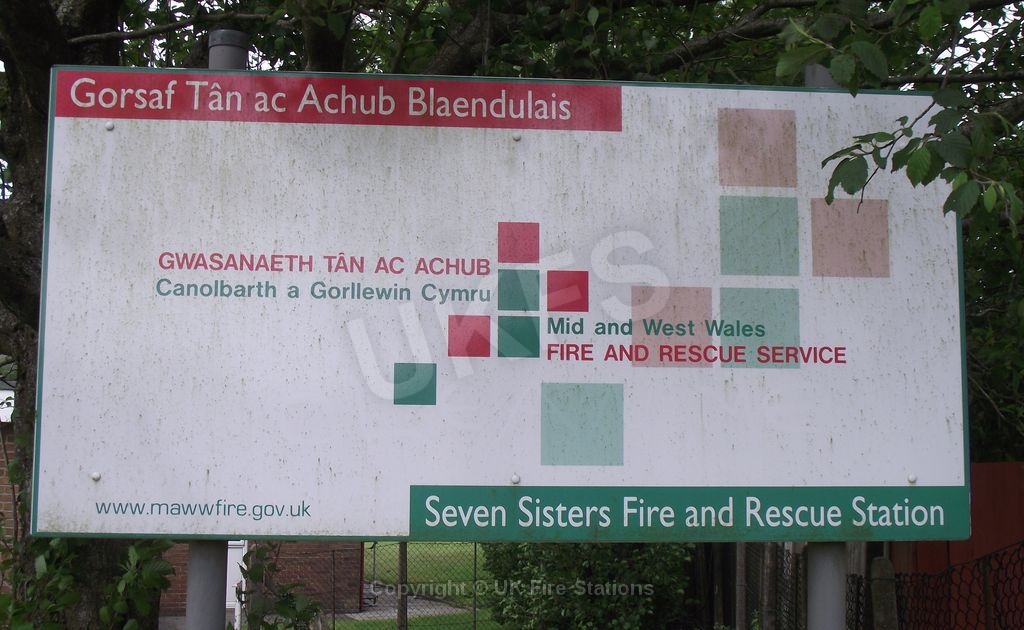 Gorsaf Tân ac Achub Blaendulais
GWASANAETH TÂN AC ACHUB
Canolbarth a Gorllewin Cymru
Mid and West Wales
FIRE AND RESCUE SERVICE
UKFS
www.mawwfire.gov.uk
Seven Sisters Fire and Rescue Station
Copyright © UK Fire Stations